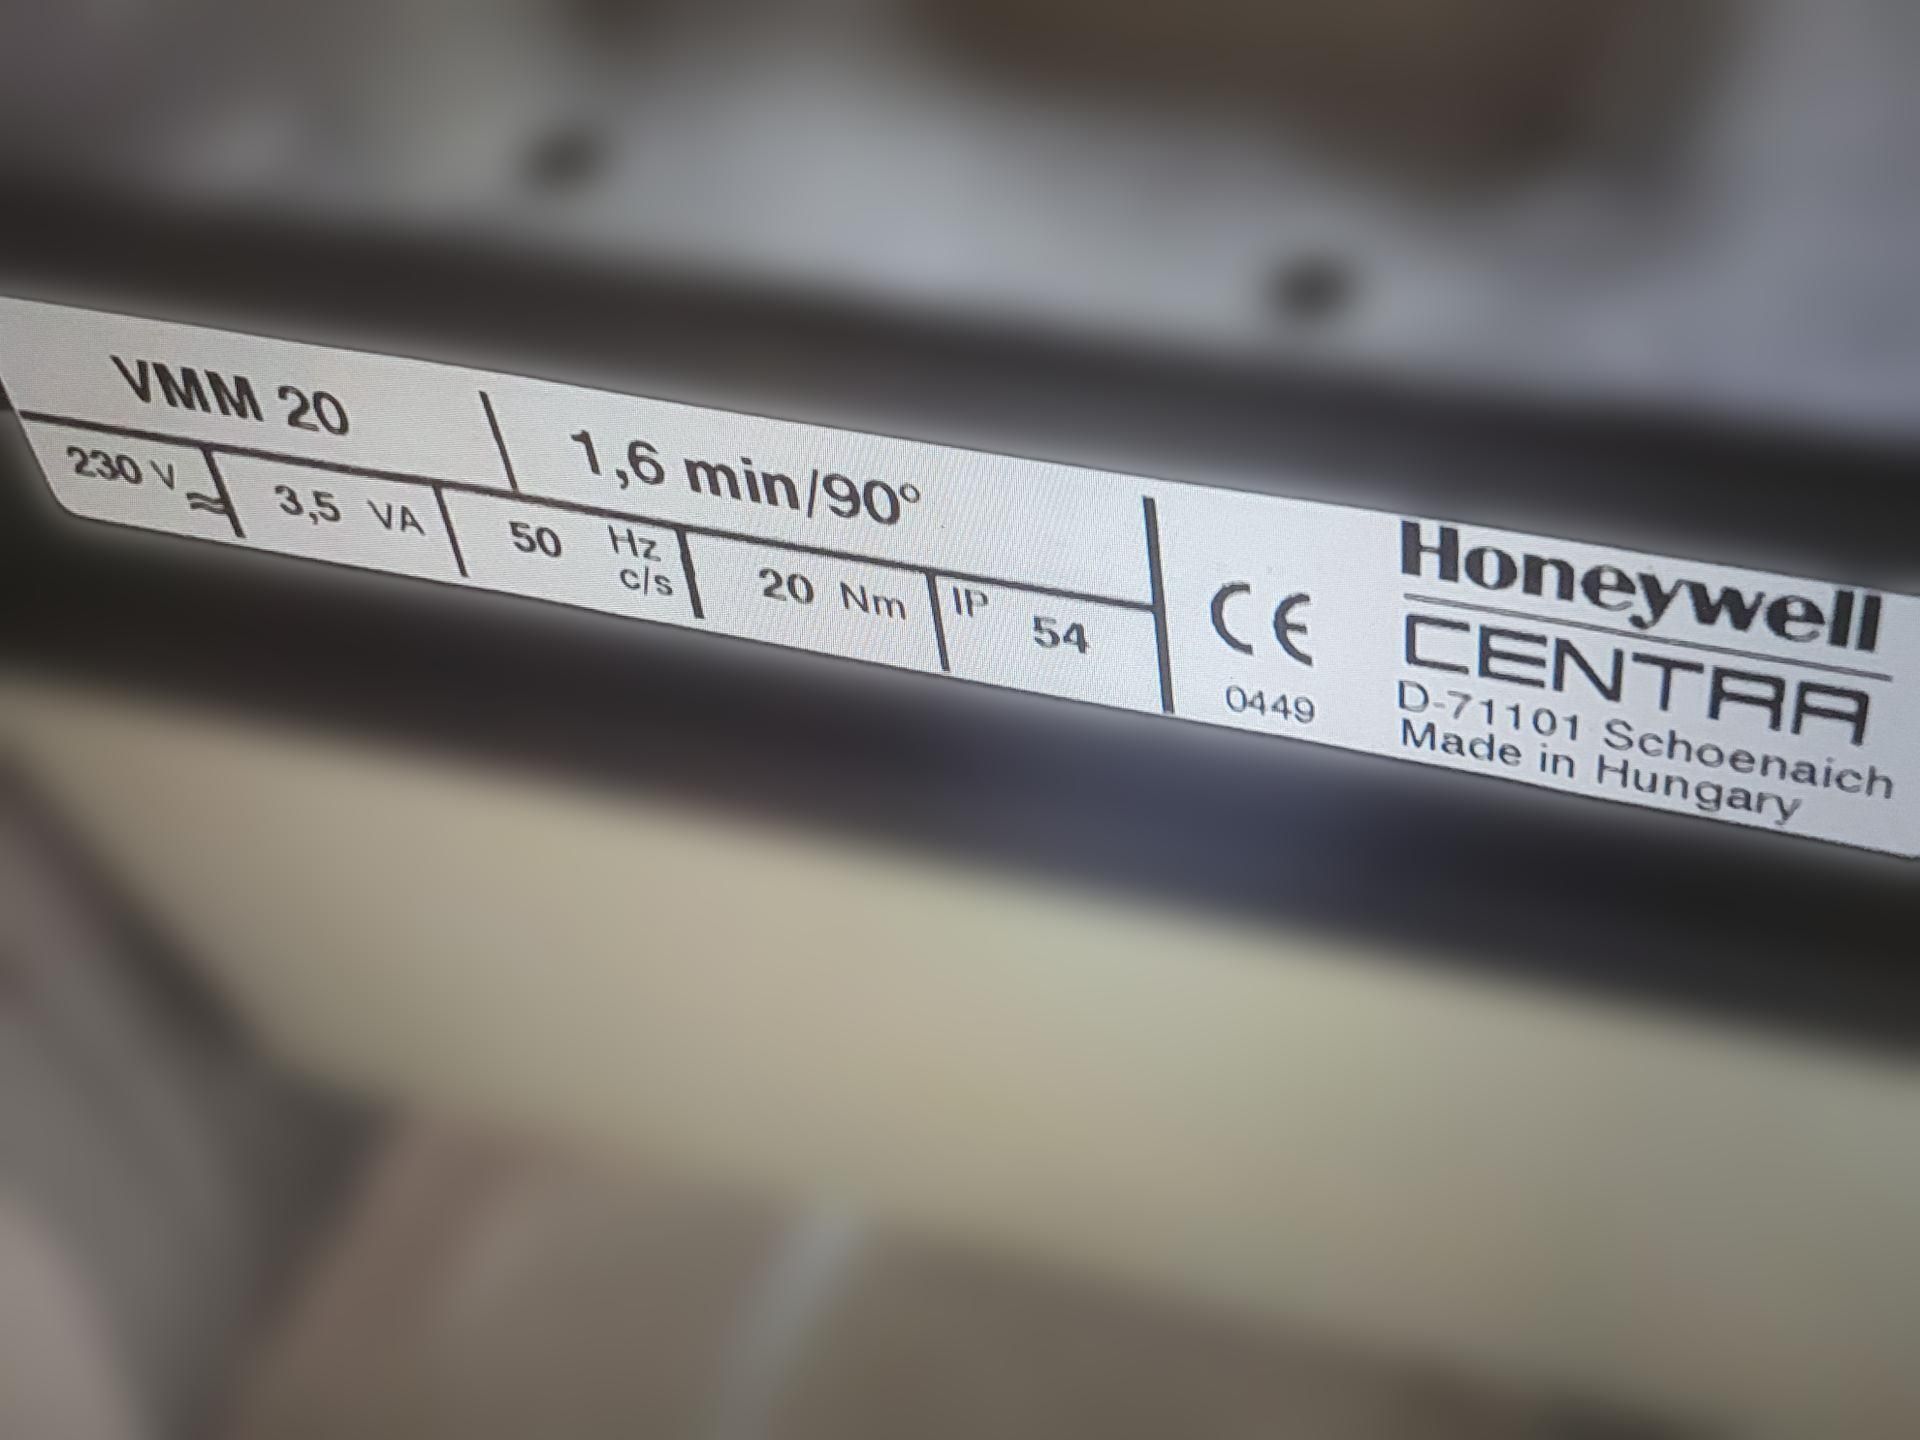 VMM 20
1,6 min/90°
230 V ≈
3,5 VA
50 Hz
c/s
20 Nm
IP 54
CE
0449
Honeywell
CENTRA
D-71101 Schoenaich
Made in Hungary